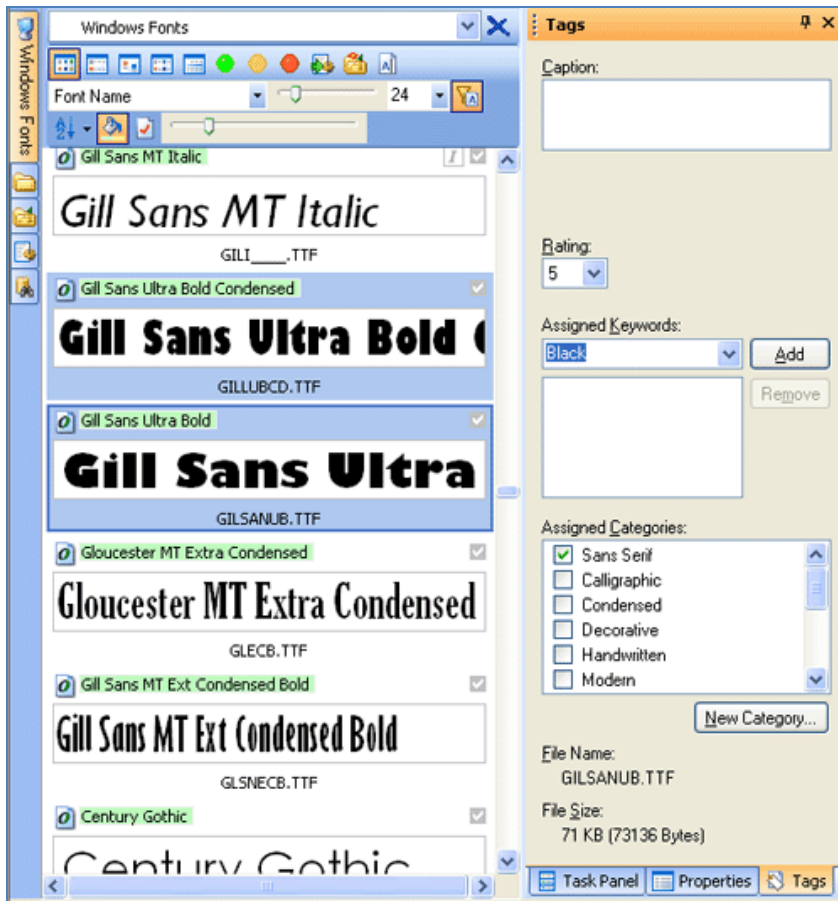 Windows Fonts
Windows Fonts
Font Name
24
Gill Sans MT Italic
Gill Sans MT Italic
GILI____.TTF
Gill Sans Ultra Bold Condensed
Gill Sans Ultra Bold
GILLUBCD.TTF
Gill Sans Ultra Bold
Gill Sans Ultra
GILSANUB.TTF
Gloucester MT Extra Condensed
Gloucester MT Extra Condensed
GLECB.TTF
Gill Sans MT Ext Condensed Bold
Gill Sans MT Ext Condensed Bold
GLSNECB.TTF
Century Gothic
Century Gothic
Tags
Caption:
Rating:
5
Assigned Keywords:
Black
Add
Remove
Assigned Categories:
Sans Serif
Calligraphic
Condensed
Decorative
Handwritten
Modern
New Category...
File Name:
GILSANUB.TTF
File Size:
71 KB (73136 Bytes)
Task Panel
Properties
Tags